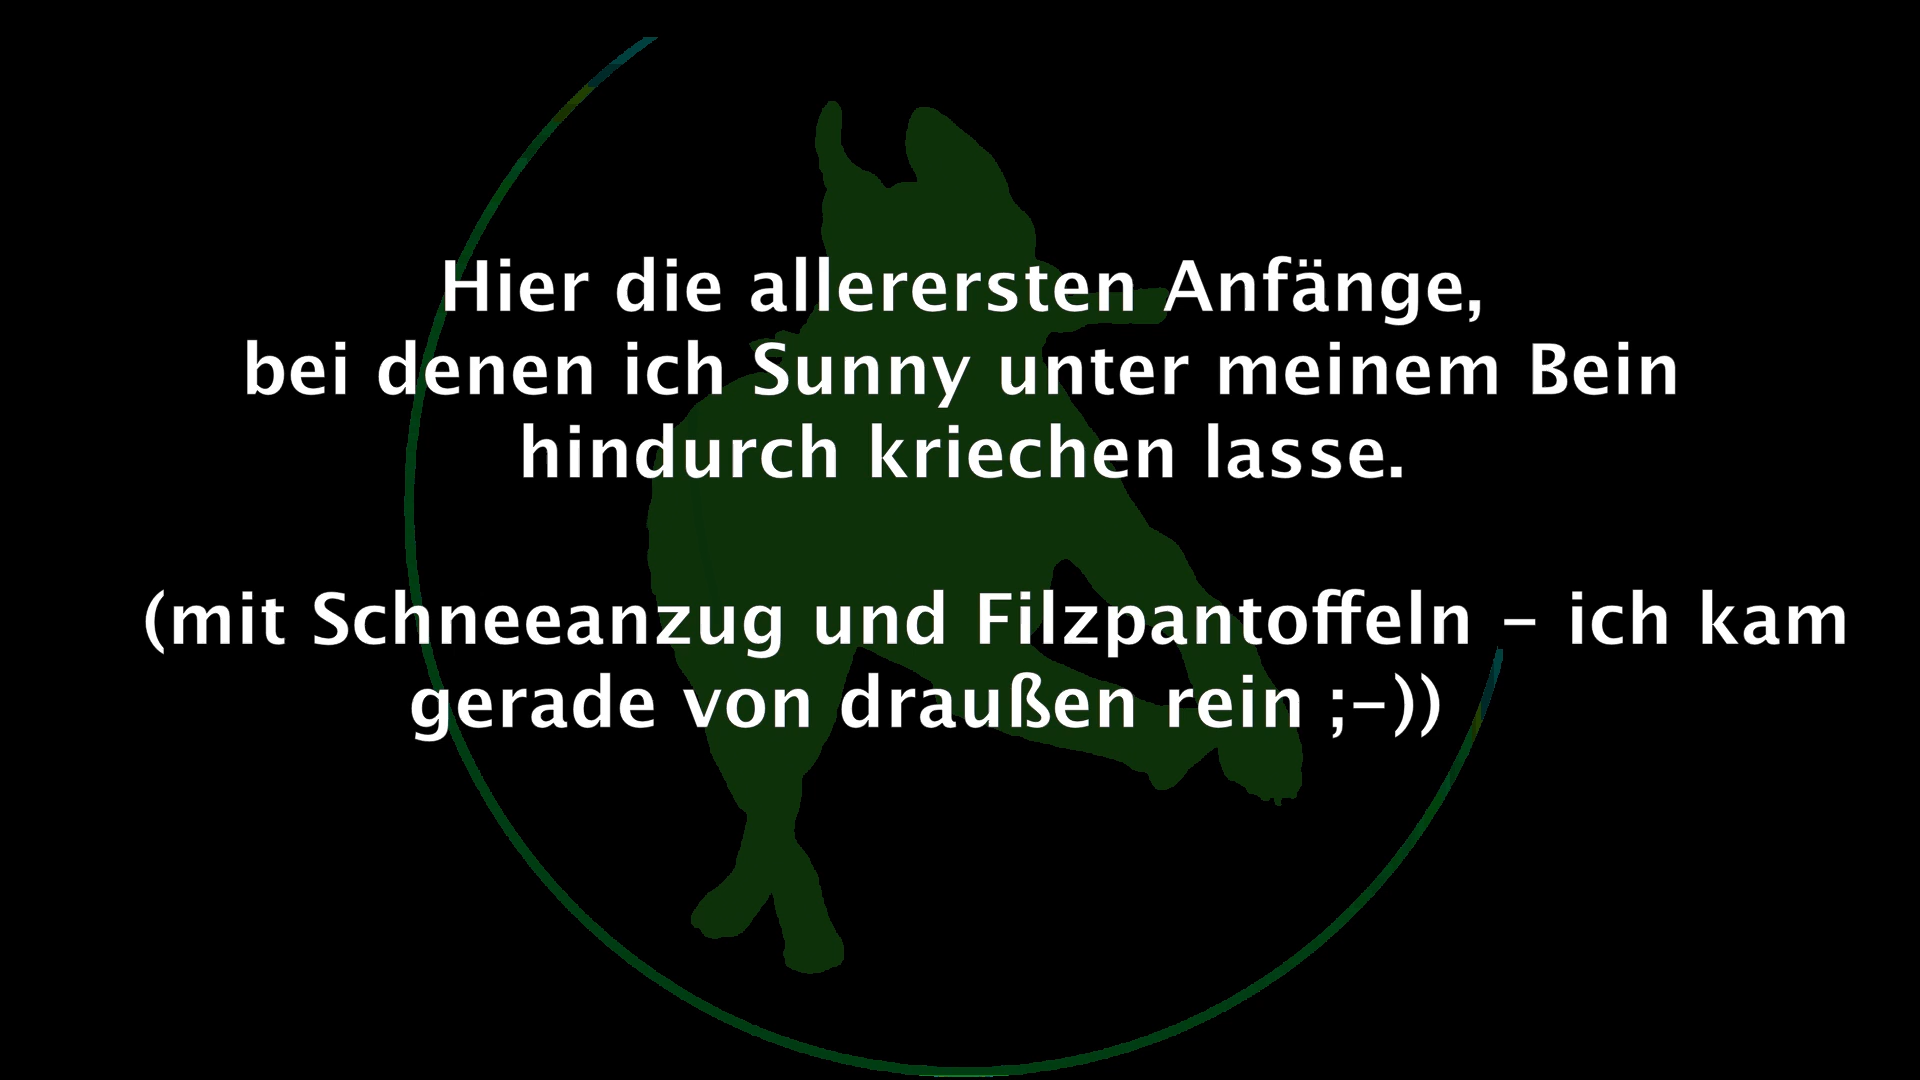 Hier die allerersten Anfänge,
bei denen ich Sunny unter meinem Bein
hindurch kriechen lasse.
(mit Schneeanzug und Filzpantoffeln - ich kam
gerade von draußen rein ;-))